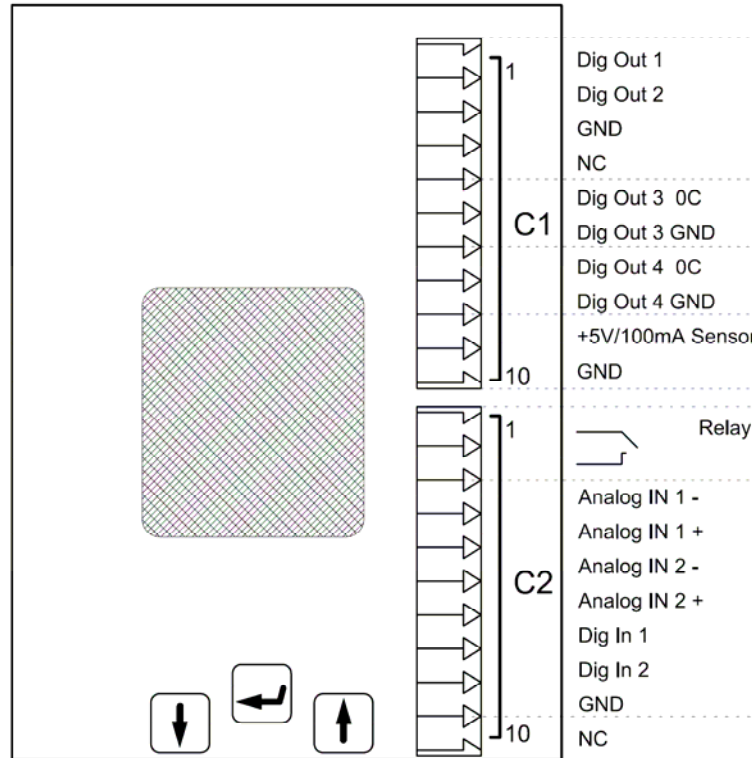 1
Dig Out 1
Dig Out 2
GND
NC
C1
Dig Out 3 0C
Dig Out 3 GND
Dig Out 4 0C
Dig Out 4 GND
+5V/100mA Sensor
10
GND
1
Relay
Analog IN 1 -
Analog IN 1 +
C2
Analog IN 2 -
Analog IN 2 +
Dig In 1
Dig In 2
GND
10
NC